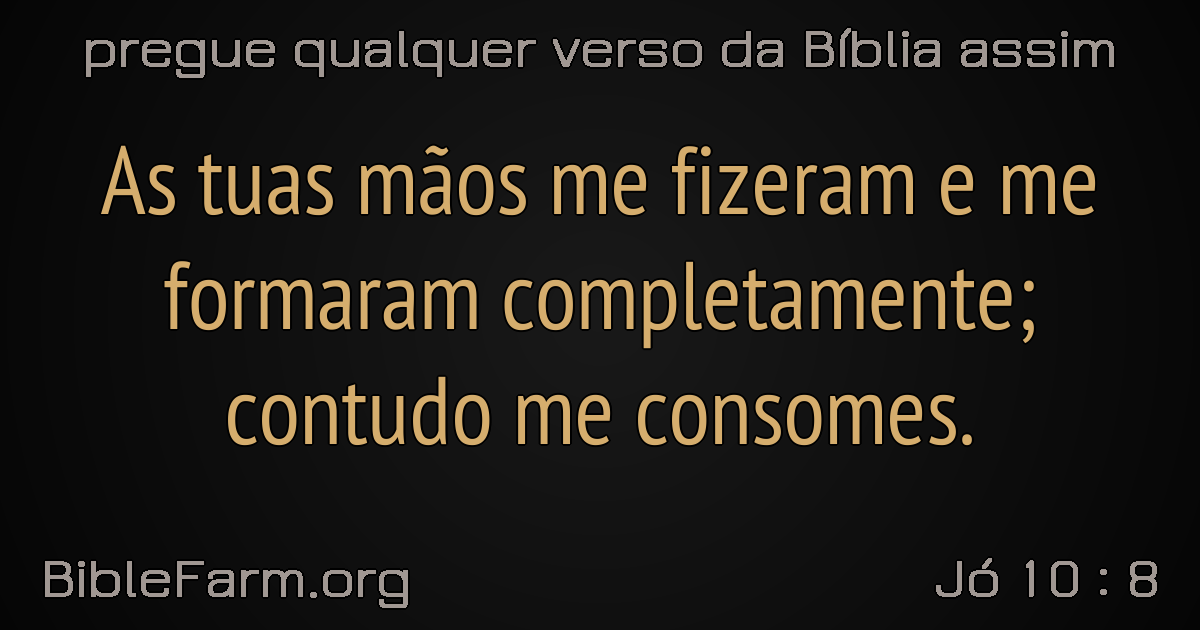 pregue qualquer verso da Bíblia assim
As tuas mãos me fizeram e me
formaram completamente;
contudo me consomes.
BibleFarm.org
Jó 10 : 8